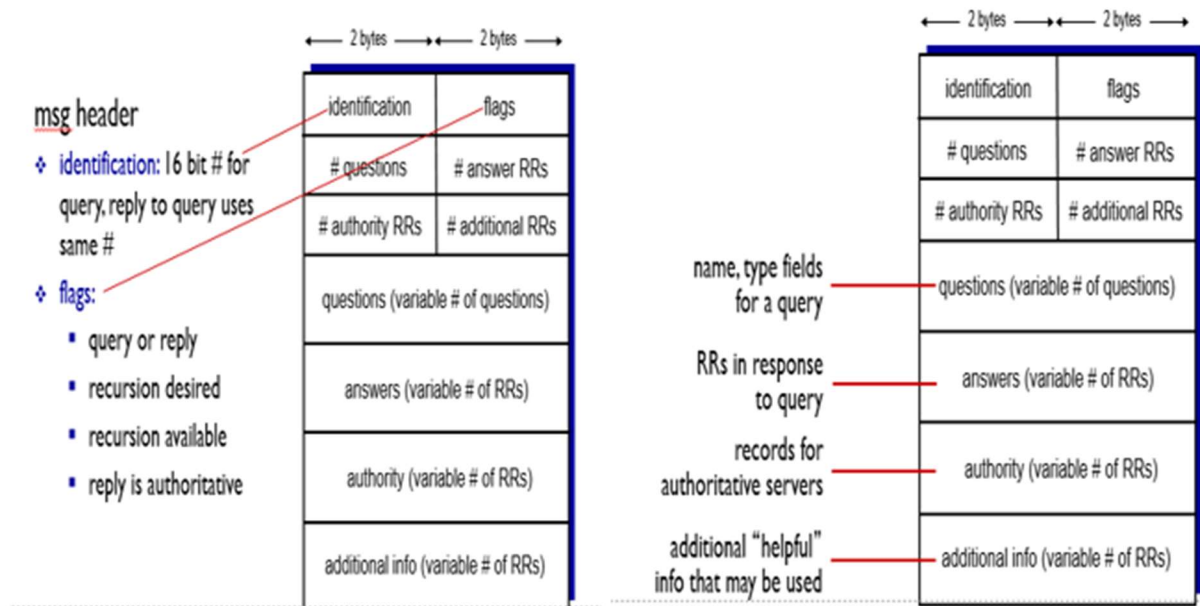 2 bytes 2 bytes
msg header
identification: 16 bit # for
query, reply to query uses
same #
flags:
query or reply
recursion desired
recursion available
reply is authoritative
identification flags
# questions # answer RRs
# authority RRs # additional RRs
questions (variable # of questions)
answers (variable # of RRs)
authority (variable # of RRs)
additional info (variable # of RRs)
2 bytes 2 bytes
identification flags
# questions # answer RRs
# authority RRs # additional RRs
name, type fields
for a query
questions (variable # of questions)
RRs in response
to query
answers (variable # of RRs)
records for
authoritative servers
authority (variable # of RRs)
additional "helpful"
info that may be used
additional info (variable # of RRs)